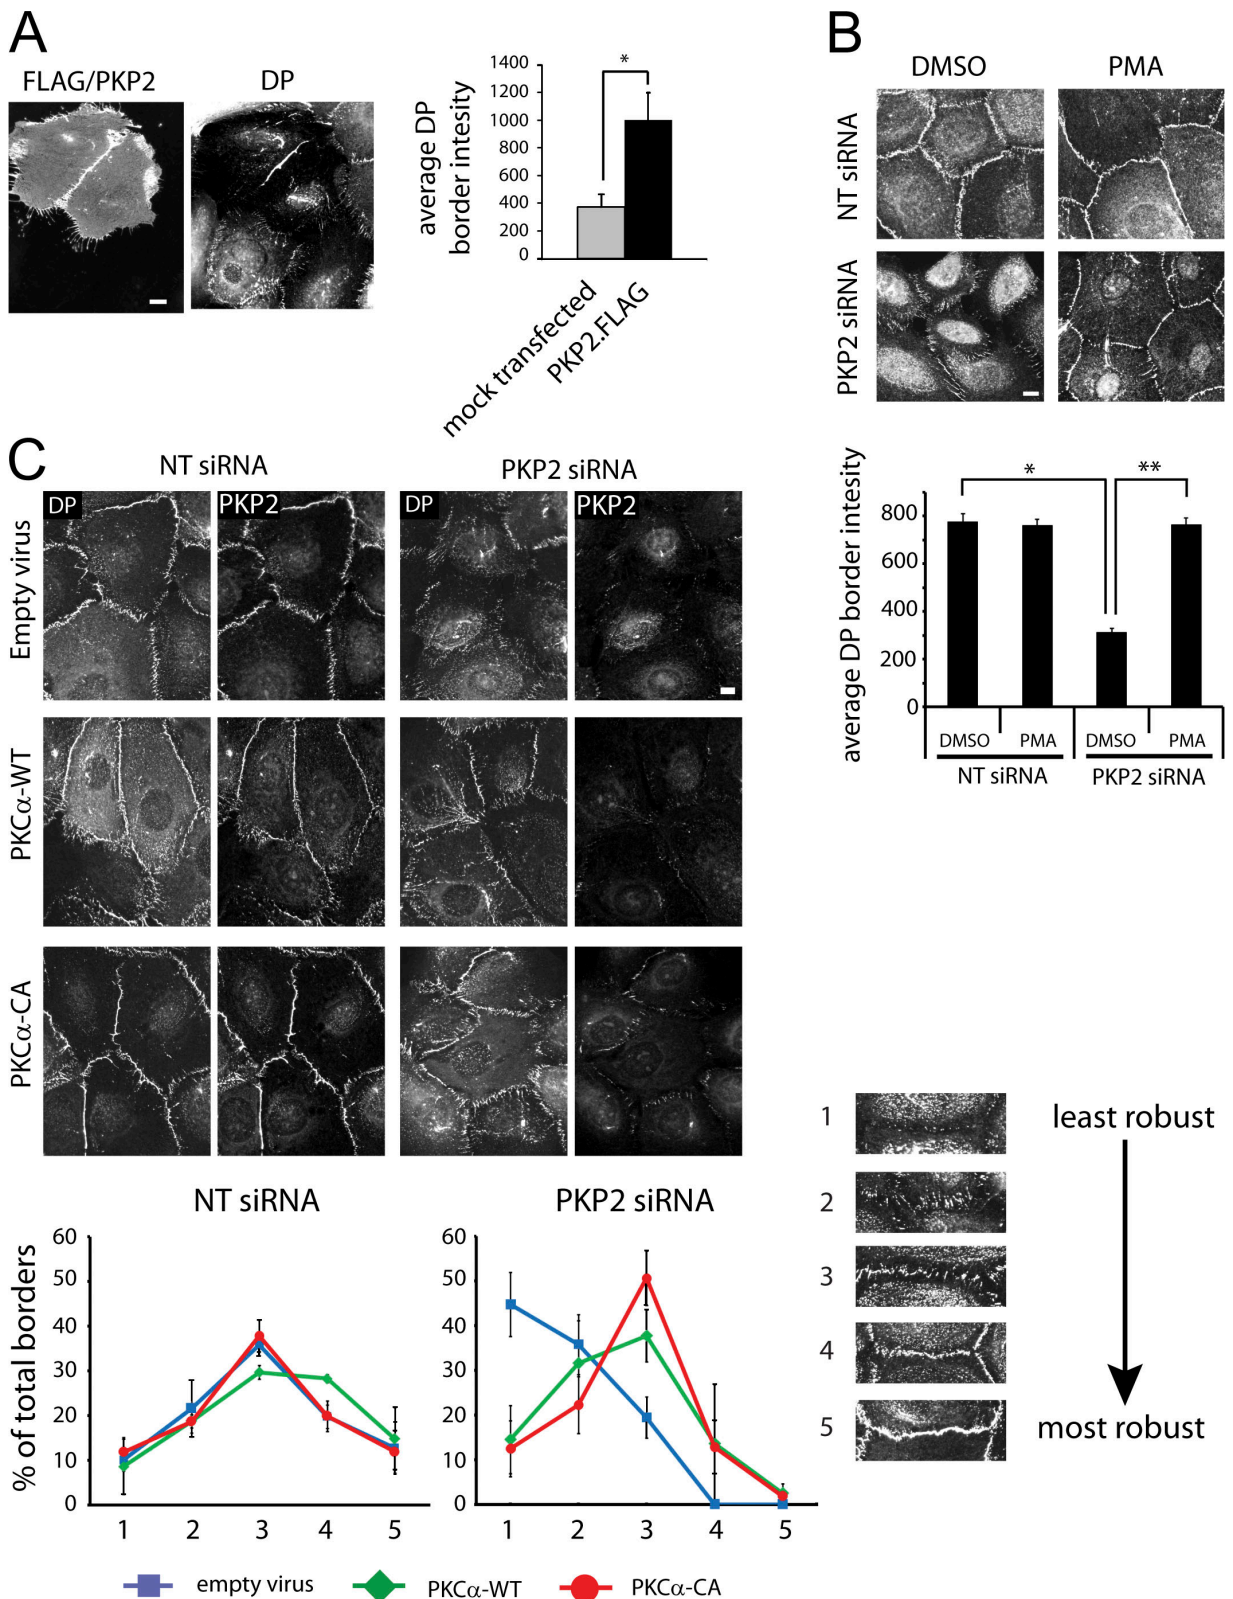 A
FLAG/PKP2
DP
average DP
border intesity
1400
1200
1000
800
600
400
200
0
*
mock transfected
PKP2.FLAG
B
DMSO
PMA
NT siRNA
PKP2 siRNA
average DP border intesity
800
600
400
200
0
*
**
DMSO
PMA
DMSO
PMA
NT siRNA
PKP2 siRNA
C
NT siRNA
PKP2 siRNA
DP
PKP2
DP
PKP2
Empty virus
PKCα-WT
PKCα-CA
NT siRNA
PKP2 siRNA
% of total borders
60
50
40
30
20
10
0
1 2 3 4 5
60
50
40
30
20
10
0
1 2 3 4 5
empty virus
PKCα-WT
PKCα-CA
1
2
3
4
5
least robust
most robust